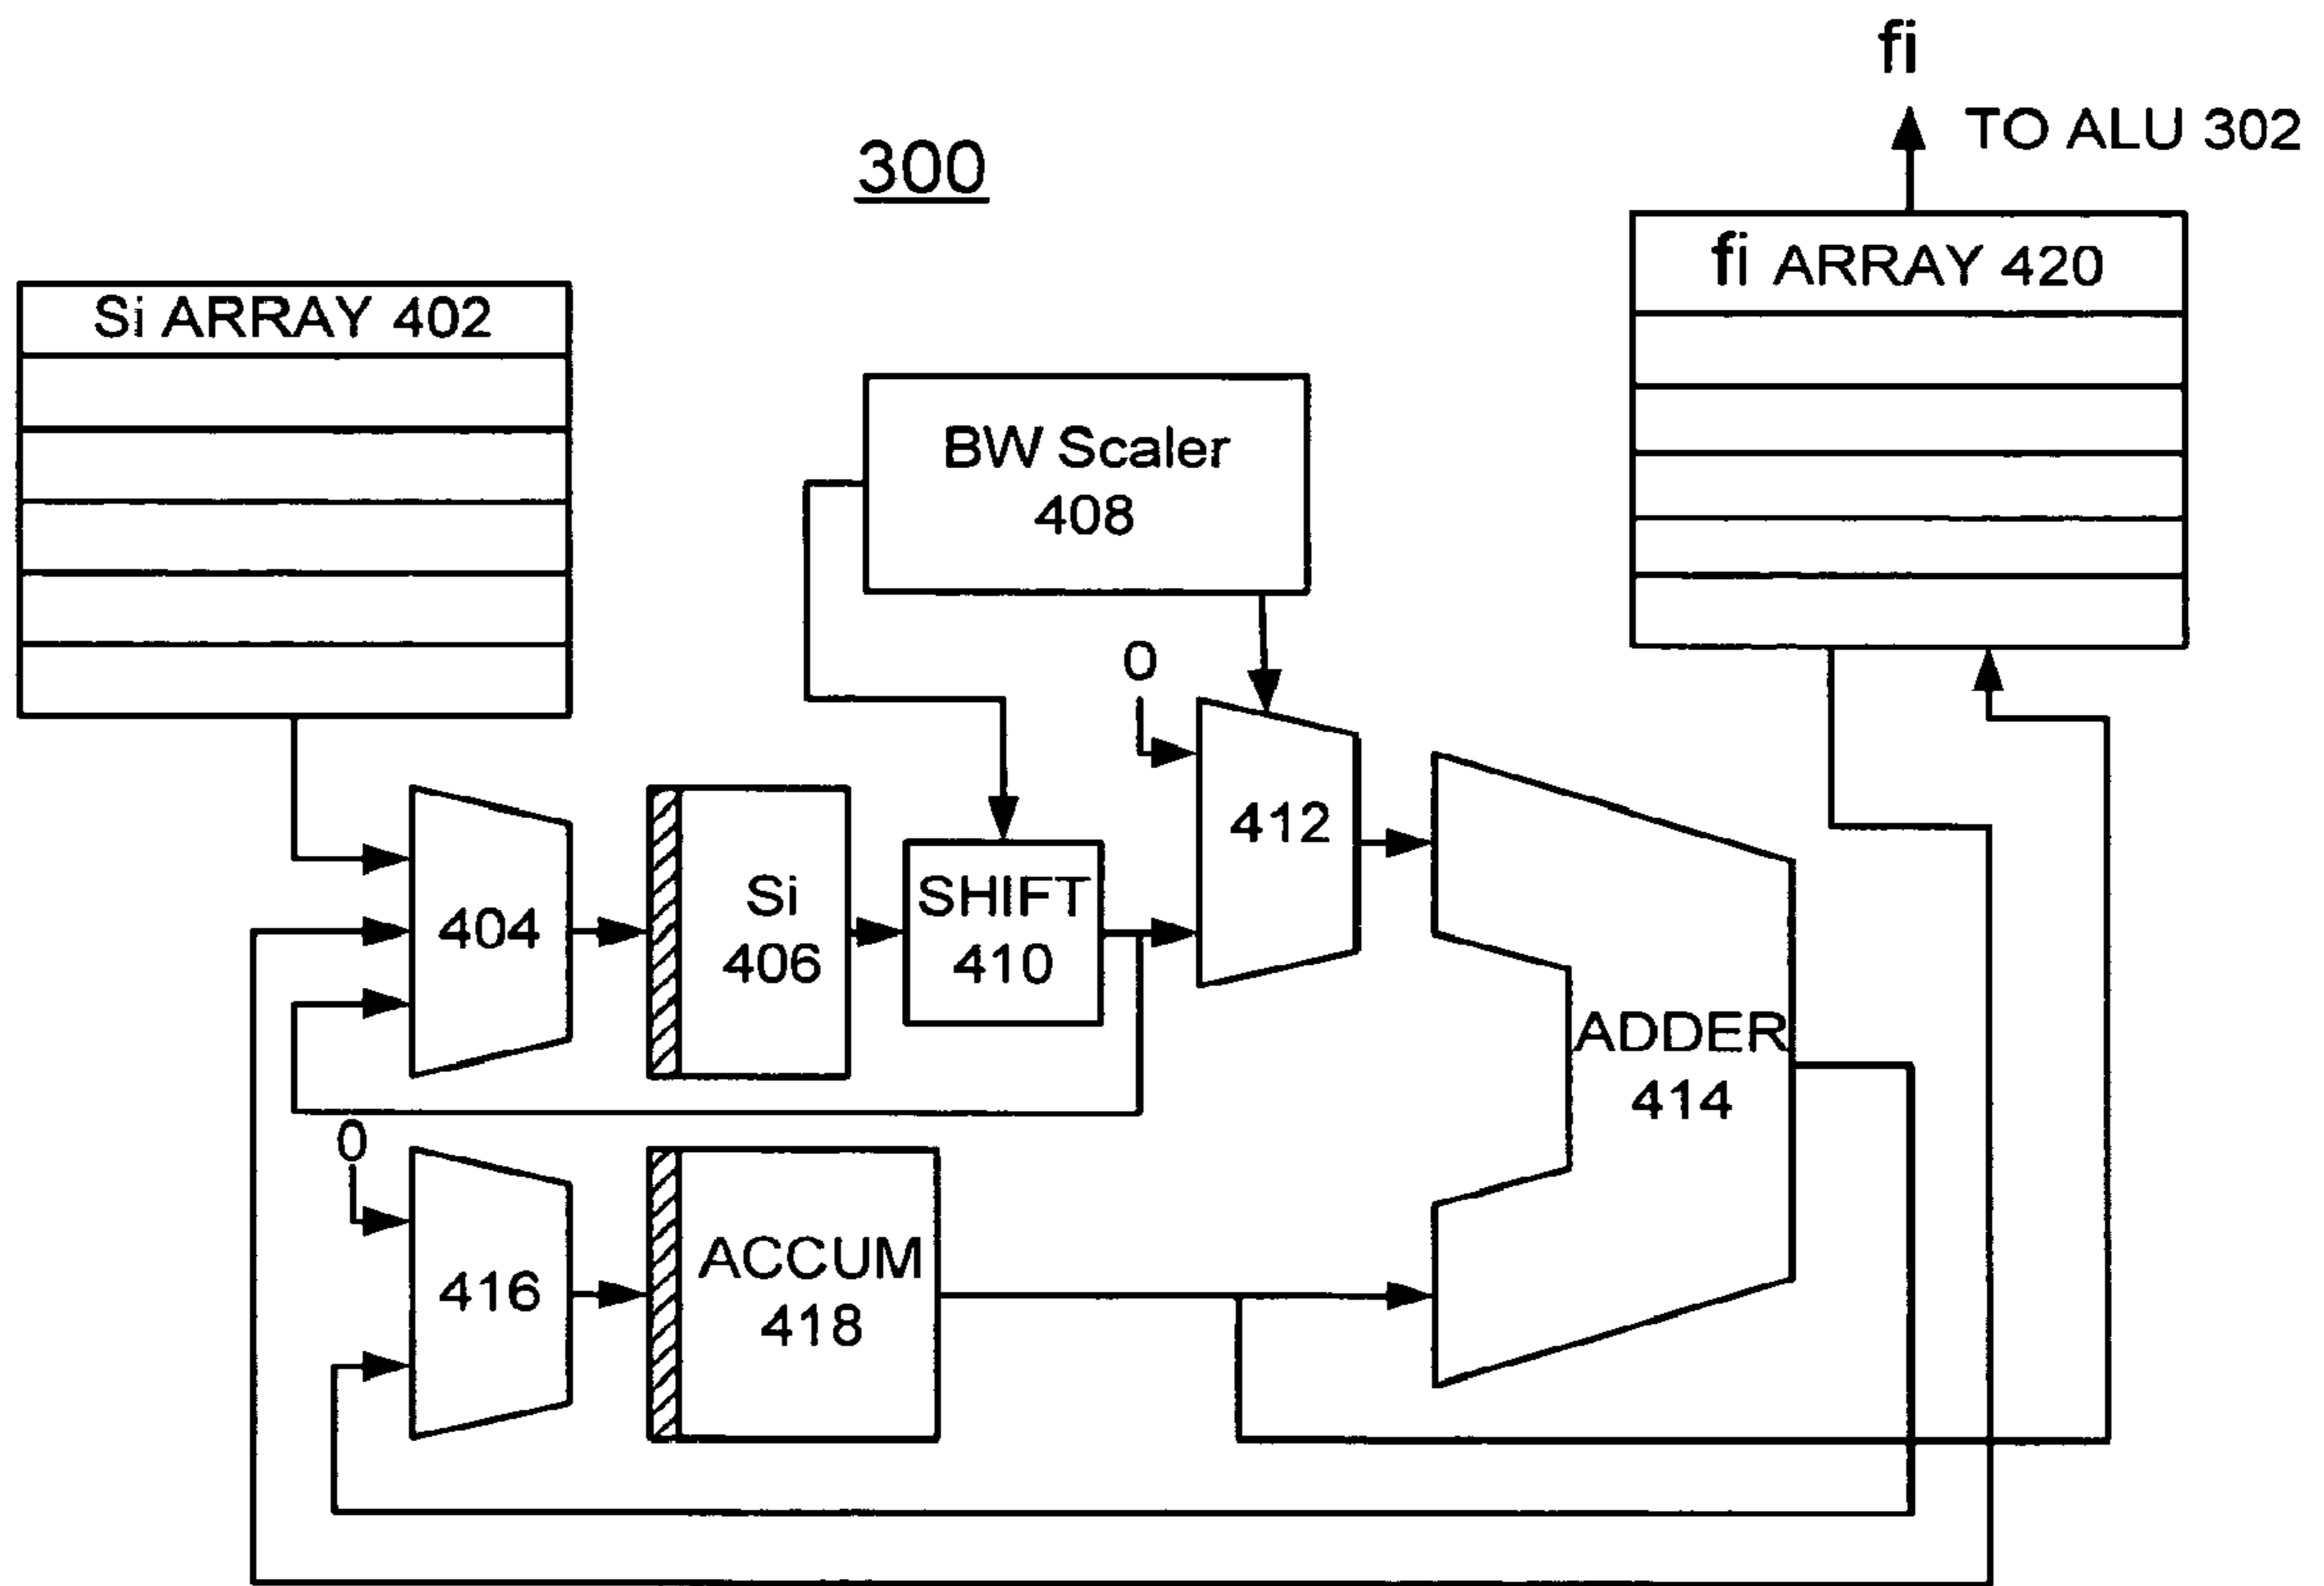 fi
TO ALU 302
300
fi ARRAY 420
Si ARRAY 402
BW Scaler
408
0
412
Si
406
SHIFT
410
404
ADDER
414
0
416
ACCUM
418